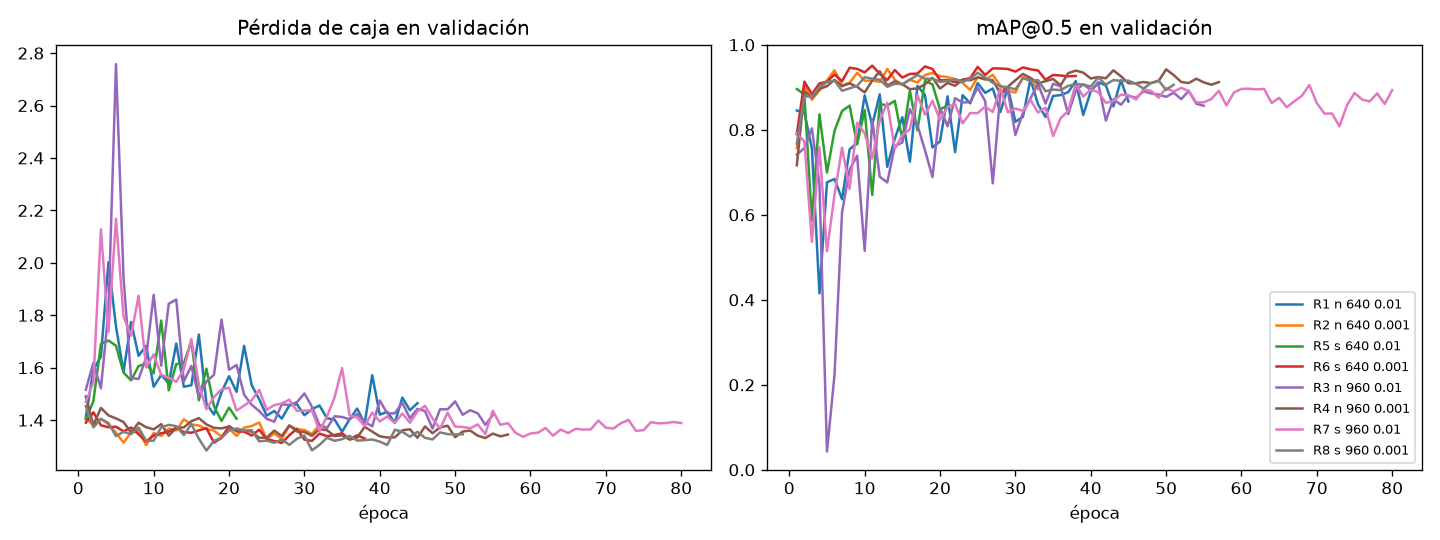 Pérdida de caja en validación
2.8
2.6
2.4
2.2
2.0
1.8
1.6
1.4
0 10 20 30 40 50 60 70 80
época
mAP@0.5 en validación
1.0
0.8
0.6
0.4
0.2
0.0
R1 n 640 0.01
R2 n 640 0.001
R5 s 640 0.01
R6 s 640 0.001
R3 n 960 0.01
R4 n 960 0.001
R7 s 960 0.01
R8 s 960 0.001
0 10 20 30 40 50 60 70 80
época